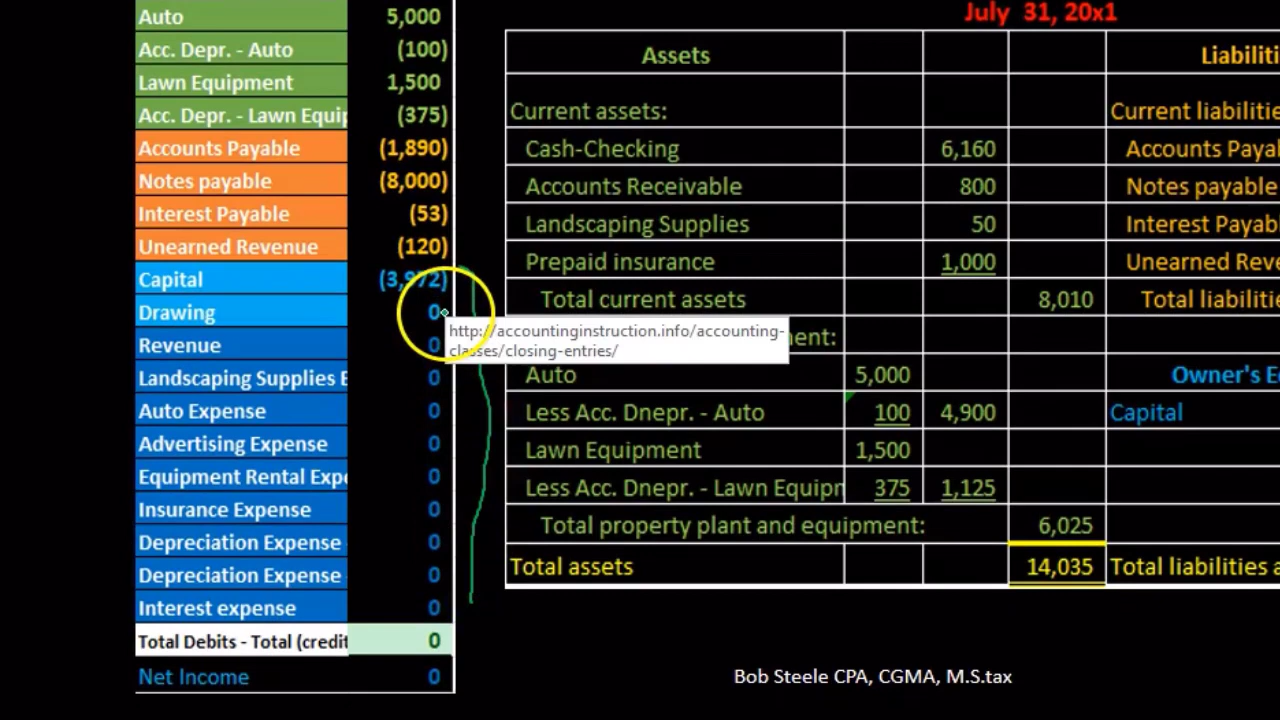 Auto 5,000
Acc. Depr. - Auto (100)
Lawn Equipment 1,500
Acc. Depr. - Lawn Equip (375)
Accounts Payable (1,890)
Notes payable (8,000)
Interest Payable (53)
Unearned Revenue (120)
Capital (3,972)
Drawing 0
Revenue 0
Landscaping Supplies E 0
Auto Expense 0
Advertising Expense 0
Equipment Rental Expe 0
Insurance Expense 0
Depreciation Expense 0
Depreciation Expense 0
Interest expense 0
Total Debits - Total (credit 0
Net Income 0
http://accountinginstruction.info/accounting-
classes/closing-entries/
July 31, 20x1
Assets Liabiliti
Current assets: Current liabilitie
Cash-Checking 6,160 Accounts Payal
Accounts Receivable 800 Notes payable
Landscaping Supplies 50 Interest Payab
Prepaid insurance 1,000 Unearned Reve
Total current assets 8,010 Total liabilitie
ent:
Auto 5,000 Owner's E
Less Acc. Dnepr. - Auto 100 4,900 Capital
Lawn Equipment 1,500
Less Acc. Dnepr. - Lawn Equipn 375 1,125
Total property plant and equipment: 6,025
Total assets 14,035 Total liabilities a
Bob Steele CPA, CGMA, M.S.tax